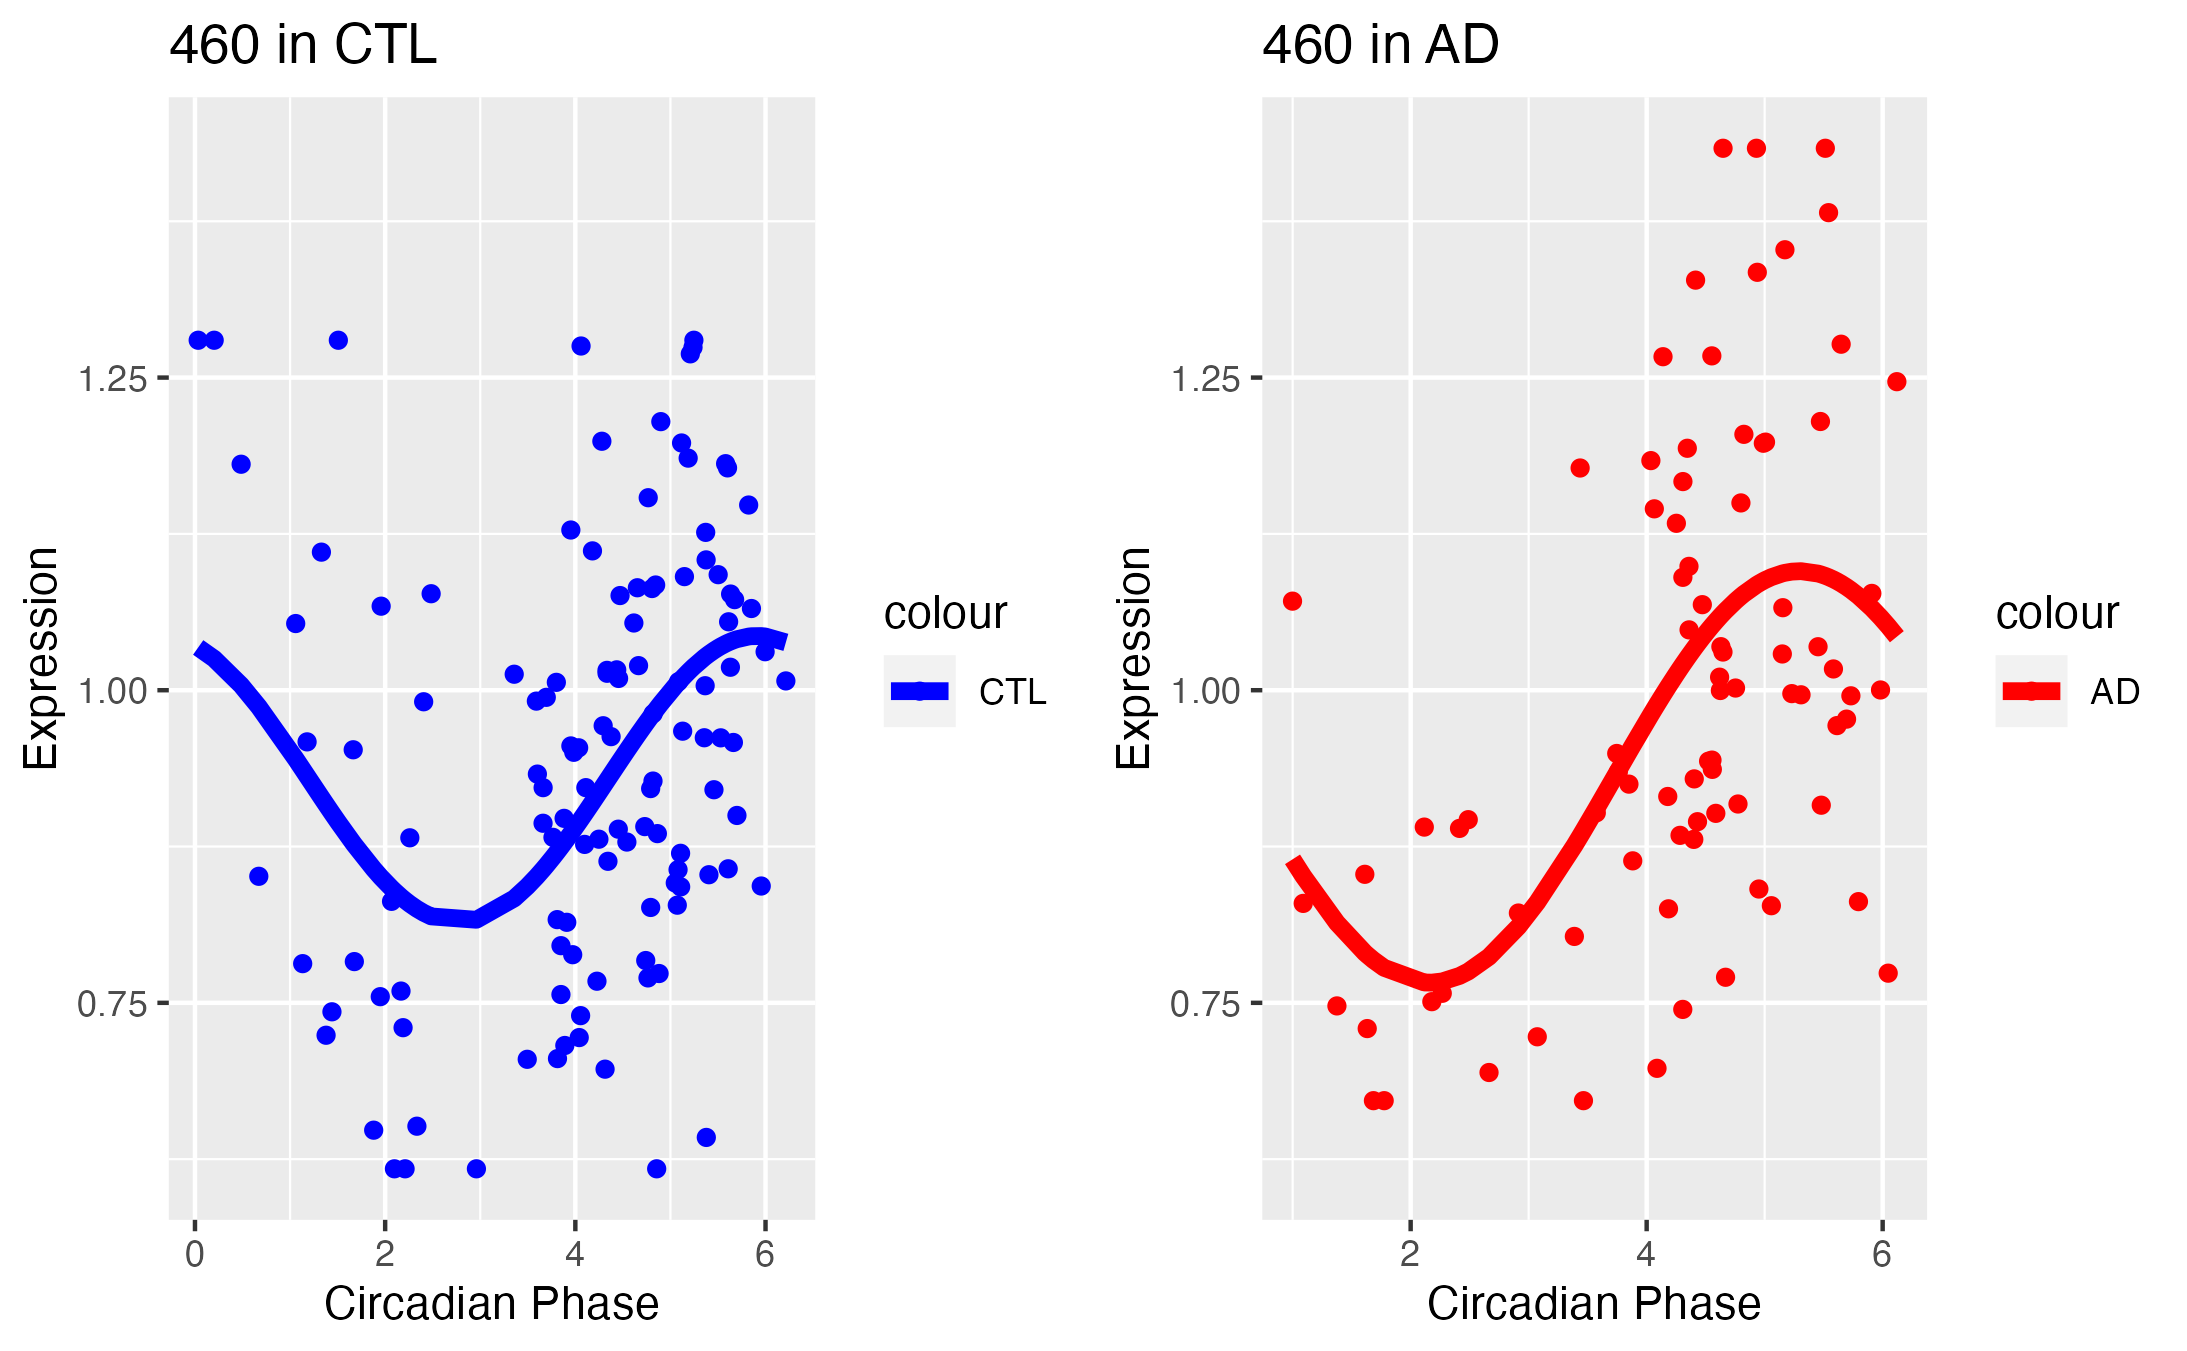 460 in CTL
Expression
1.25
1.00
0.75
0 2 4 6
Circadian Phase
colour
CTL
460 in AD
Expression
1.25
1.00
0.75
2 4 6
Circadian Phase
colour
AD